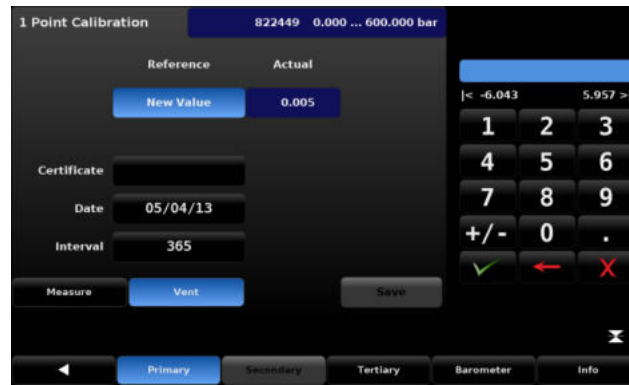 1 Point Calibration 822449 0.000 ... 600.000 bar
Reference Actual
New Value 0.005
|< -6.043 5.957 >|
1 2 3
4 5 6
Certificate
7 8 9
Date 05/04/13
+/- 0 .
Interval 365
Measure Vent Save
Primary Secondary Tertiary Barometer Info